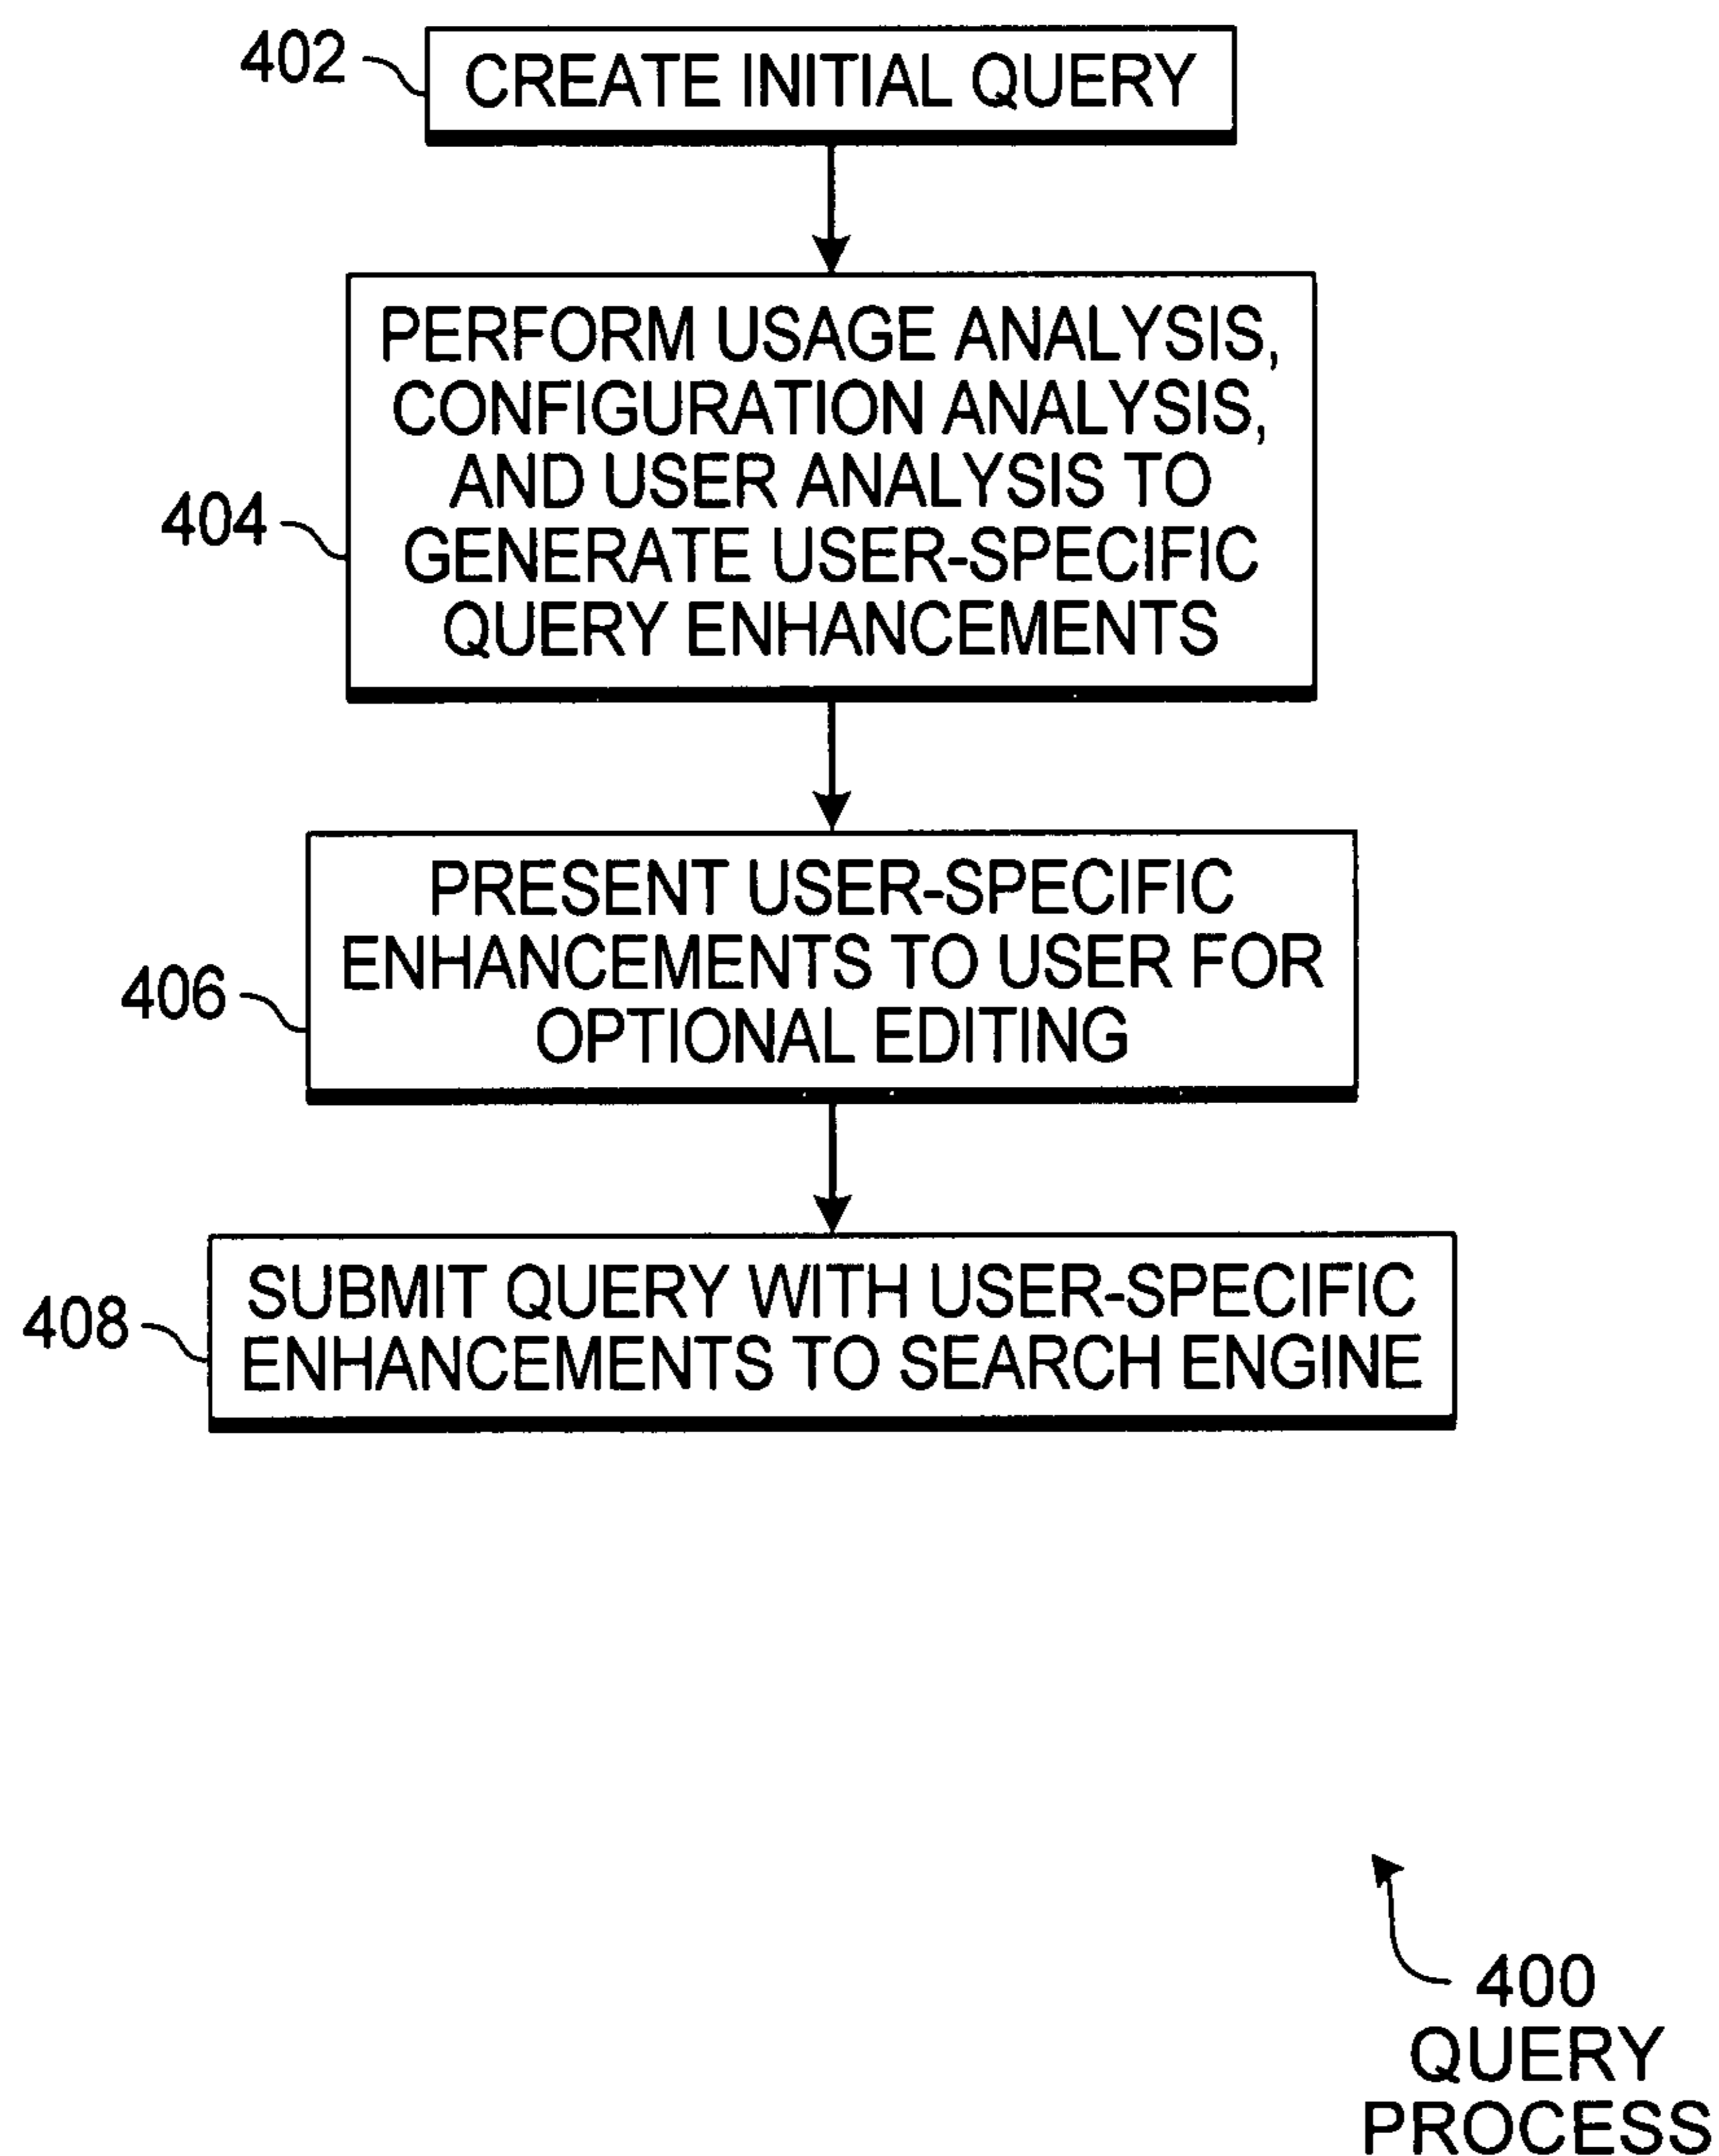 402
CREATE INITIAL QUERY
PERFORM USAGE ANALYSIS,
CONFIGURATION ANALYSIS,
AND USER ANALYSIS TO
404
GENERATE USER-SPECIFIC
QUERY ENHANCEMENTS
PRESENT USER-SPECIFIC
ENHANCEMENTS TO USER FOR
406
OPTIONAL EDITING
SUBMIT QUERY WITH USER-SPECIFIC
408
ENHANCEMENTS TO SEARCH ENGINE
400
QUERY
PROCESS